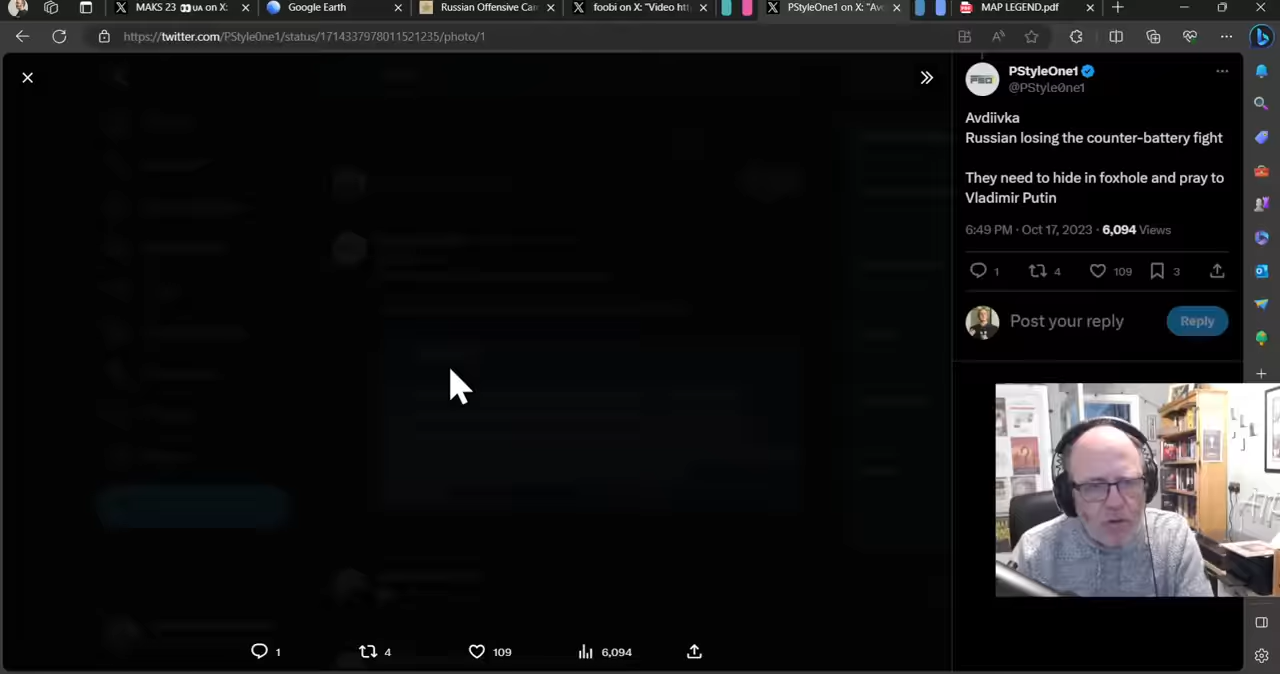 MAKS 23 UA on X:
Google Earth
Russian Offensive Car
foobi on X: "Video htt
PStyleOne1 on X: "Av
MAP LEGEND.pdf
https://twitter.com/PStyle0ne1/status/1714337978011521235/photo/1
PStyleOne1
@PStyle0ne1
Avdiivka
Russian losing the counter-battery fight
They need to hide in foxhole and pray to
Vladimir Putin
6:49 PM · Oct 17, 2023 · 6,094 Views
1 4 109 3
Post your reply
Reply
1 4 109 6,094